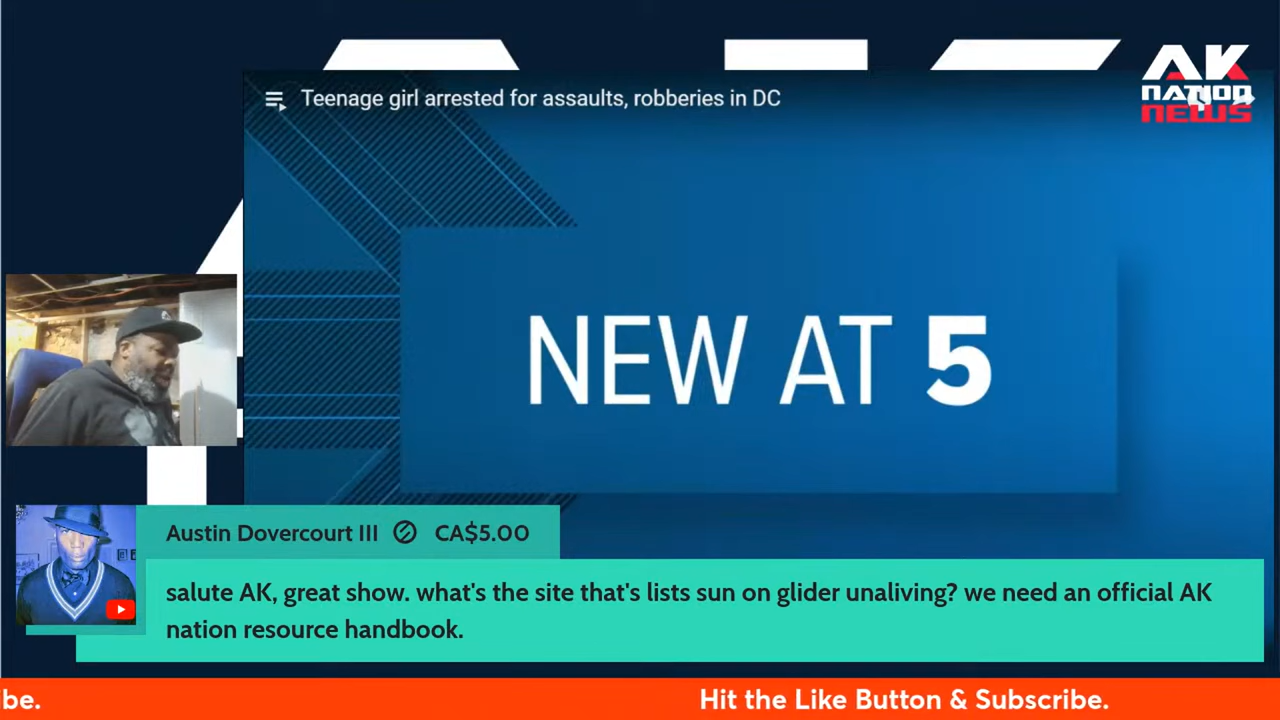 Teenage girl arrested for assaults, robberies in DC
AK
NATION
NEWS
NEW AT 5
Austin Dovercourt III CA$5.00
salute AK, great show. what's the site that's lists sun on glider unaliving? we need an official AK
nation resource handbook.
ibe. Hit the Like Button & Subscribe.